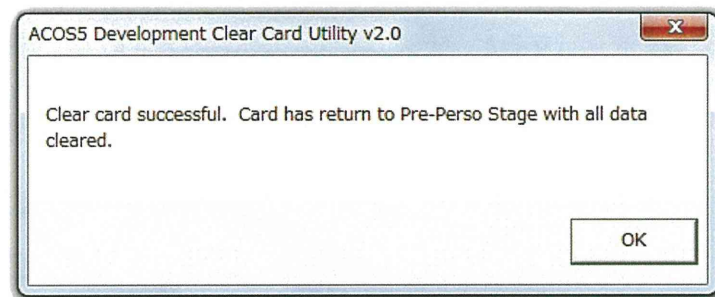 ACOS5 Development Clear Card Utility v2.0
Clear card successful.  Card has return to Pre-Perso Stage with all data
cleared.
OK